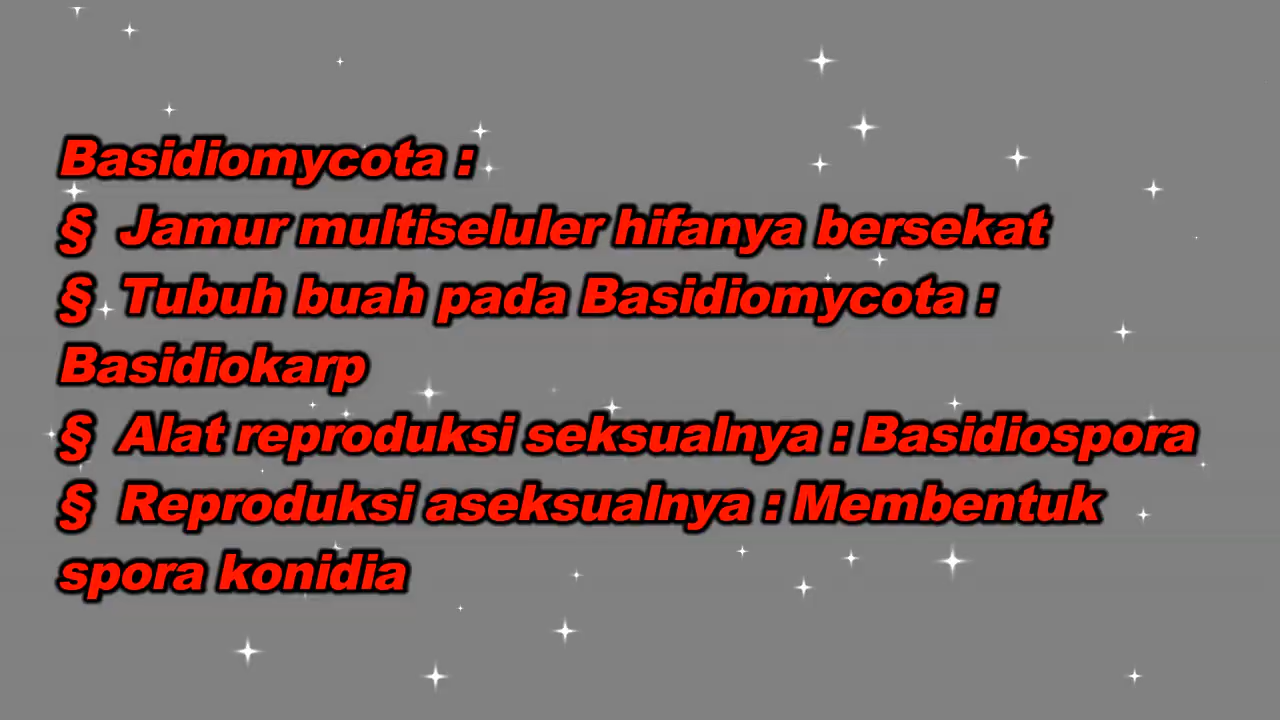 Basidiomycota :
§ Jamur multiseluler hifanya bersekat
§ Tubuh buah pada Basidiomycota :
Basidiokarp
§ Alat reproduksi seksualnya : Basidiospora
§ Reproduksi aseksualnya : Membentuk
spora konidia